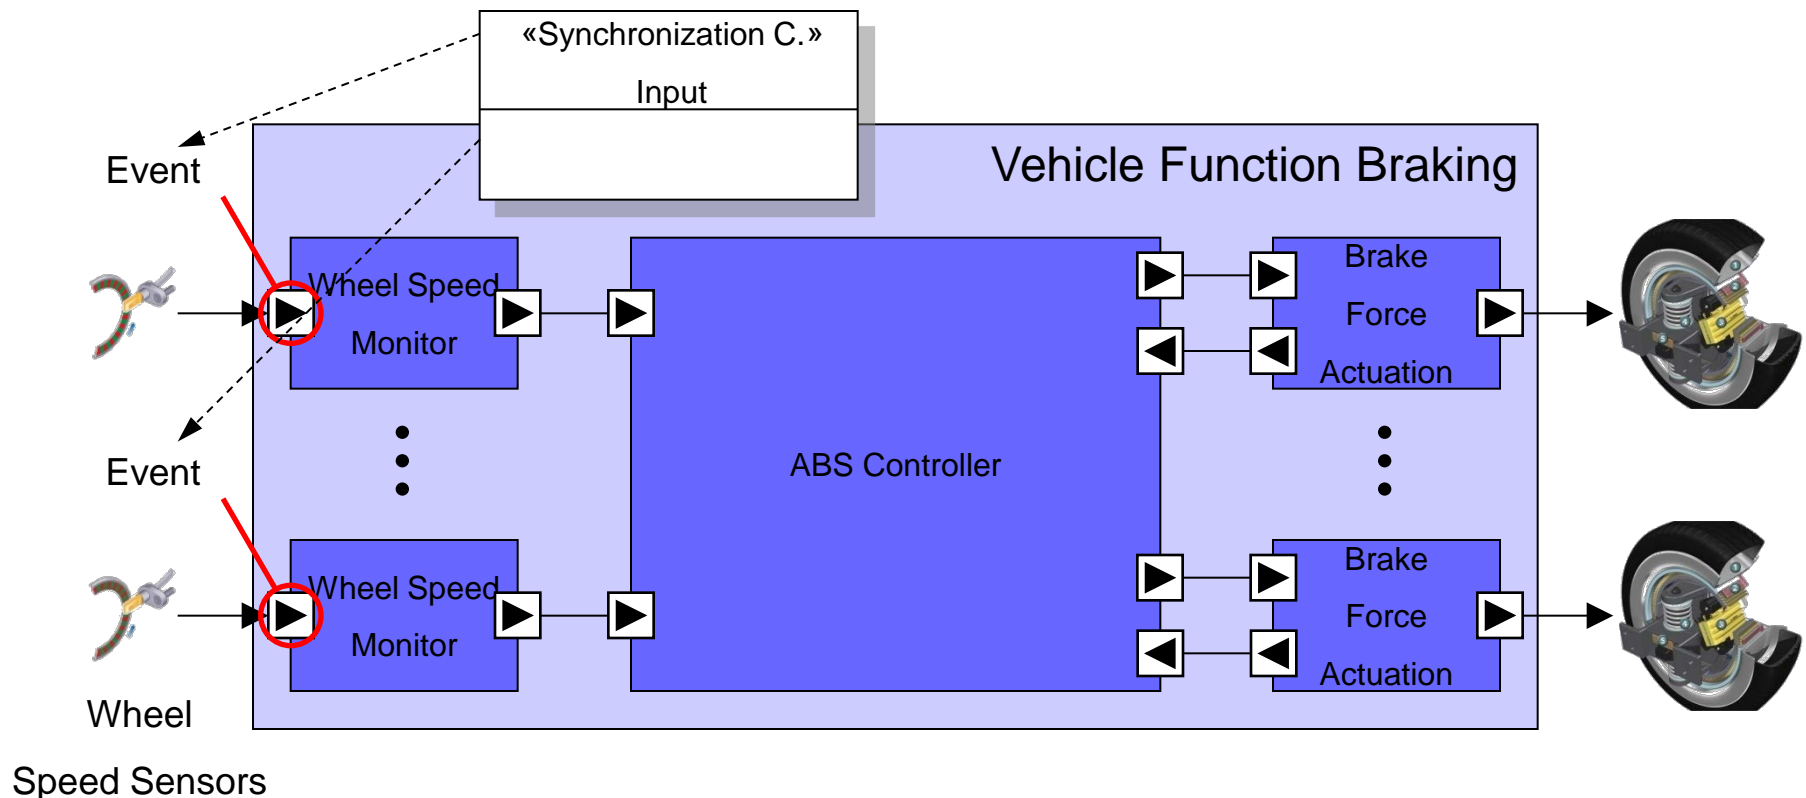 «Synchronization C.»
Input
Event
Vehicle Function Braking
Wheel Speed
Monitor
Brake
Force
Actuation
ABS Controller
Event
Wheel Speed
Monitor
Brake
Force
Actuation
Wheel
Speed Sensors